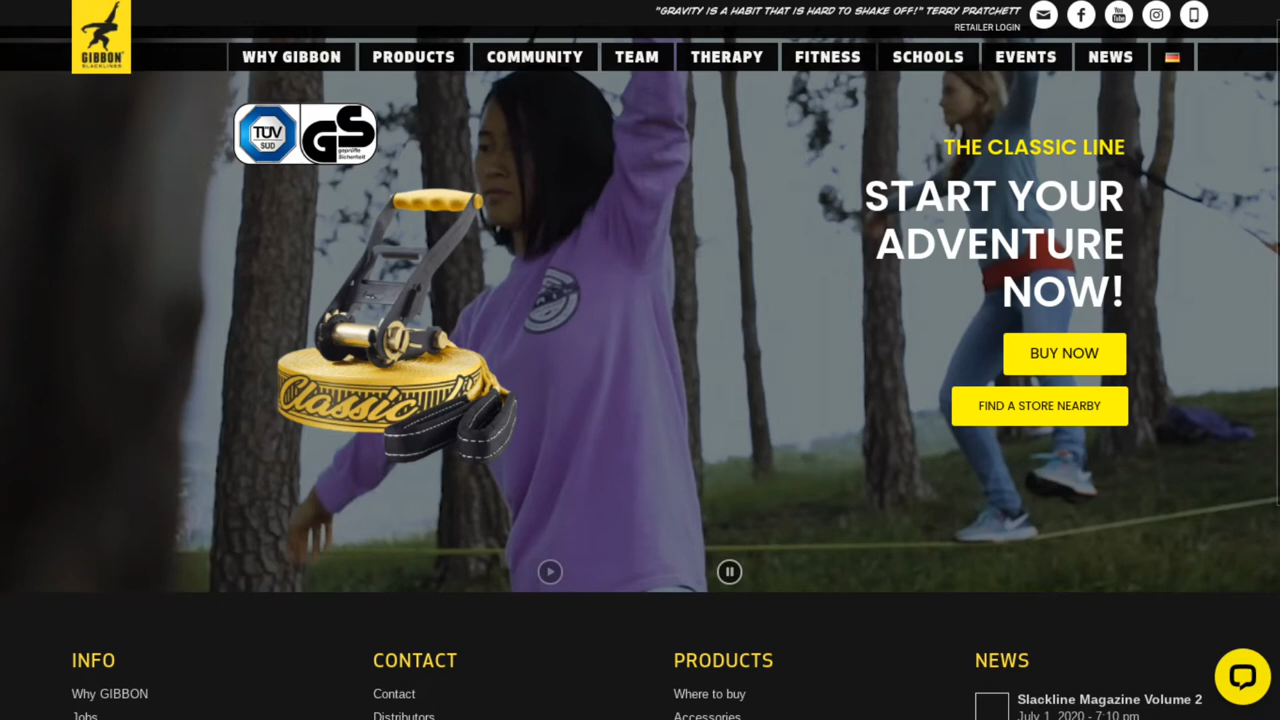 "GRAVITY IS A HABIT THAT IS HARD TO SHAKE OFF!" TERRY PRATCHETT
RETAILER LOGIN
GIBBON
SLACKLINES
WHY GIBBON
PRODUCTS
COMMUNITY
TEAM
THERAPY
FITNESS
SCHOOLS
EVENTS
NEWS
TÜV
SÜD
GS
geprüfte
Sicherheit
THE CLASSIC LINE
START YOUR
ADVENTURE
NOW!
BUY NOW
FIND A STORE NEARBY
Classic
INFO
Why GIBBON
Jobs
CONTACT
Contact
Distributors
PRODUCTS
Where to buy
Accessories
NEWS
Slackline Magazine Volume 2
July 1, 2020 - 7:10 pm